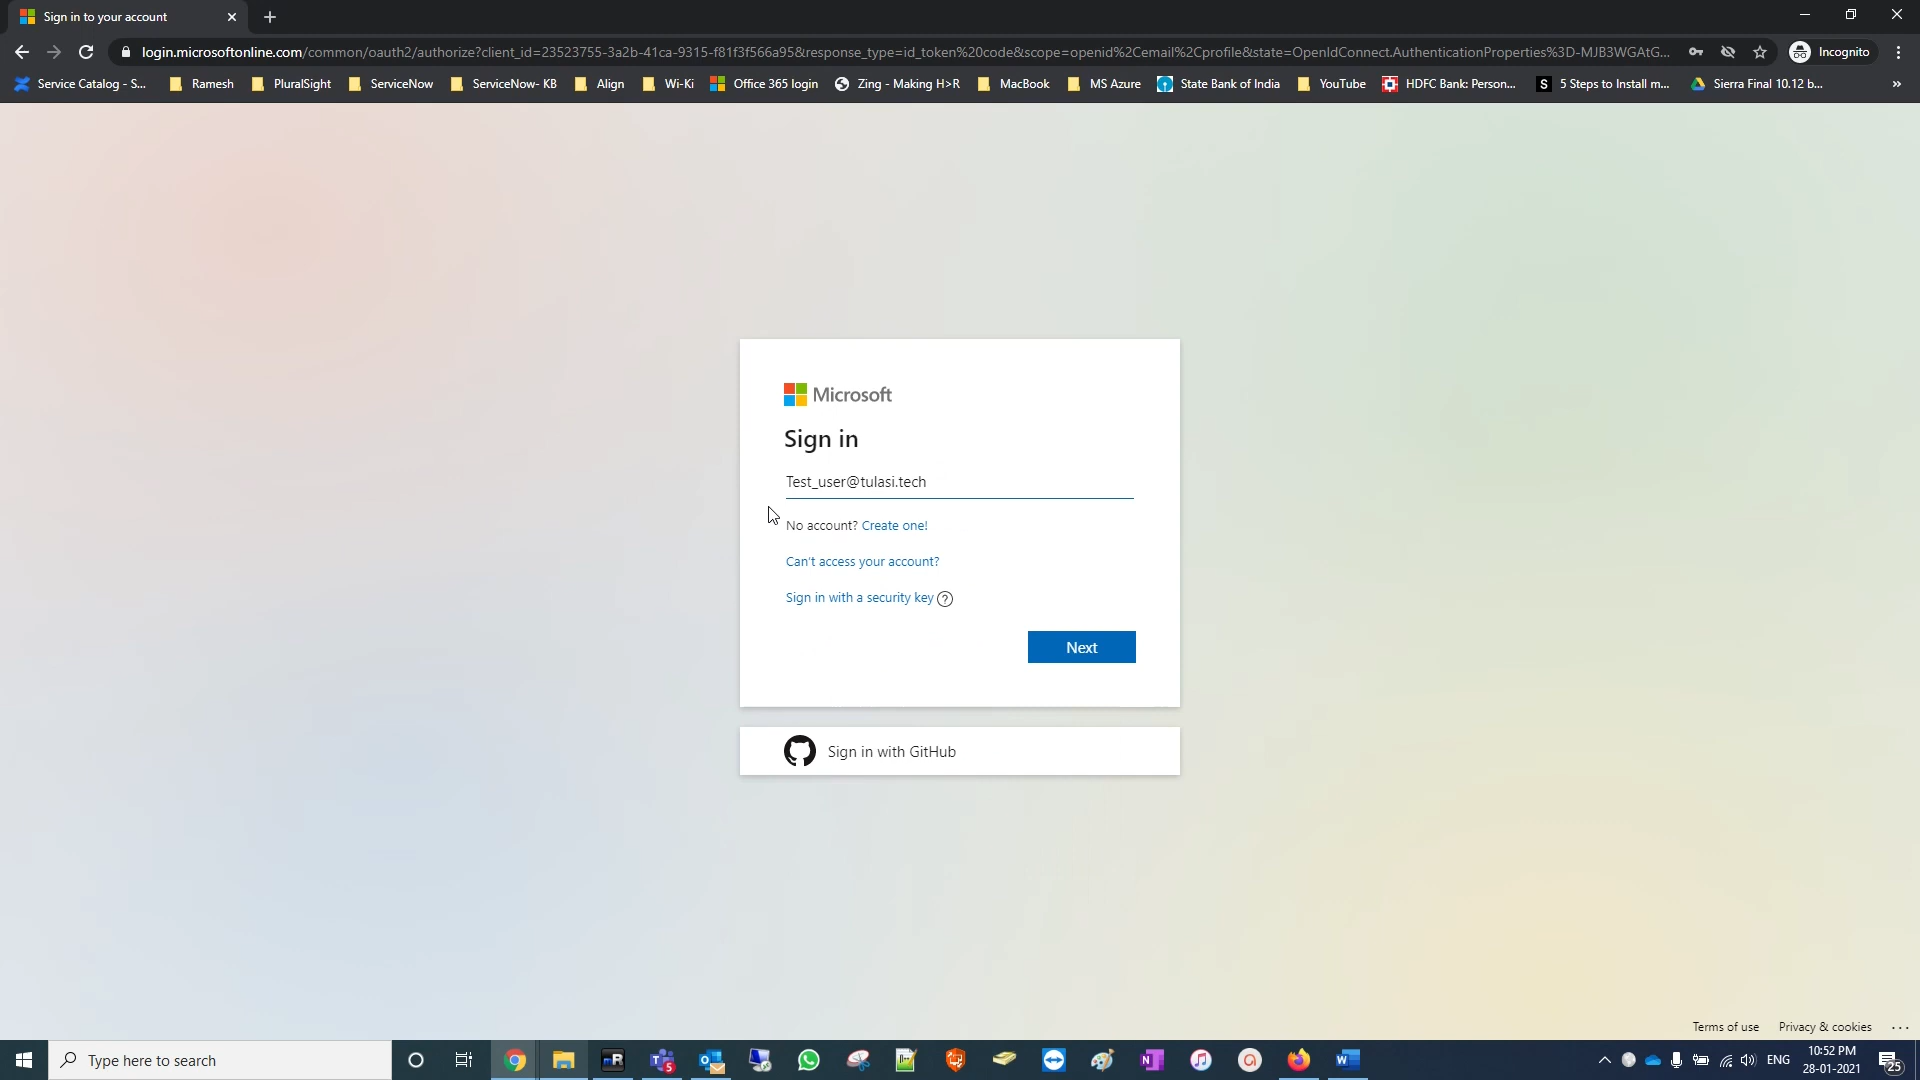 Sign in to your account
login.microsoftonline.com/common/oauth2/authorize?client_id=23523755-3a2b-41ca-9315-f81f3f566a95&response_type=id_token%20code&scope=openid%2Cemail%2Cprofile&state=OpenIdConnect.AuthenticationProperties%3D-MJB3WGAtG...
Incognito
Service Catalog - S...
Ramesh
PluralSight
ServiceNow
ServiceNow- KB
Align
Wi-Ki
Office 365 login
Zing - Making H>R
MacBook
MS Azure
State Bank of India
YouTube
HDFC Bank: Person...
S
5 Steps to Install m...
Sierra Final 10.12 b...
»
Microsoft
Sign in
Test_user@tulasi.tech
No account? Create one!
Can't access your account?
Sign in with a security key ?
Next
Sign in with GitHub
Terms of use
Privacy & cookies
...
Type here to search
R
T
5
N
W
ENG
10:52 PM
28-01-2021
25